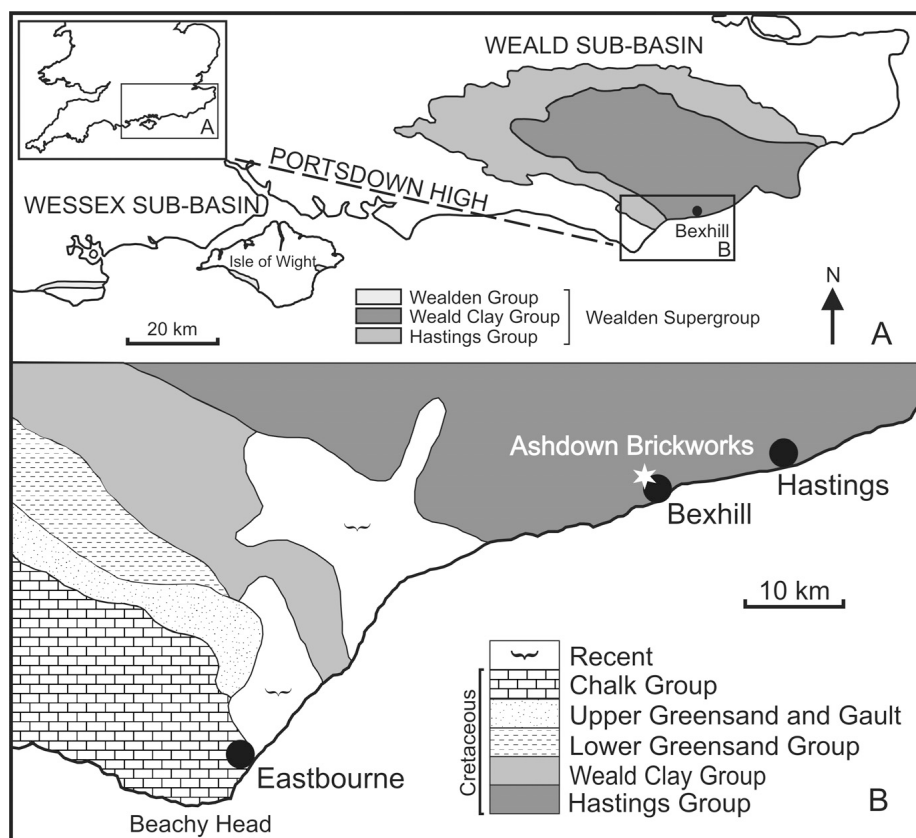 WEALD SUB-BASIN
A
PORTSDOWN HIGH
WESSEX SUB-BASIN
Isle of Wight
Bexhill
B
N
Wealden Group
Weald Clay Group
Hastings Group
Wealden Supergroup
20 km
A
Ashdown Brickworks
Hastings
Bexhill
10 km
Recent
Chalk Group
Upper Greensand and Gault
Lower Greensand Group
Weald Clay Group
Hastings Group
Cretaceous
Eastbourne
Beachy Head
B